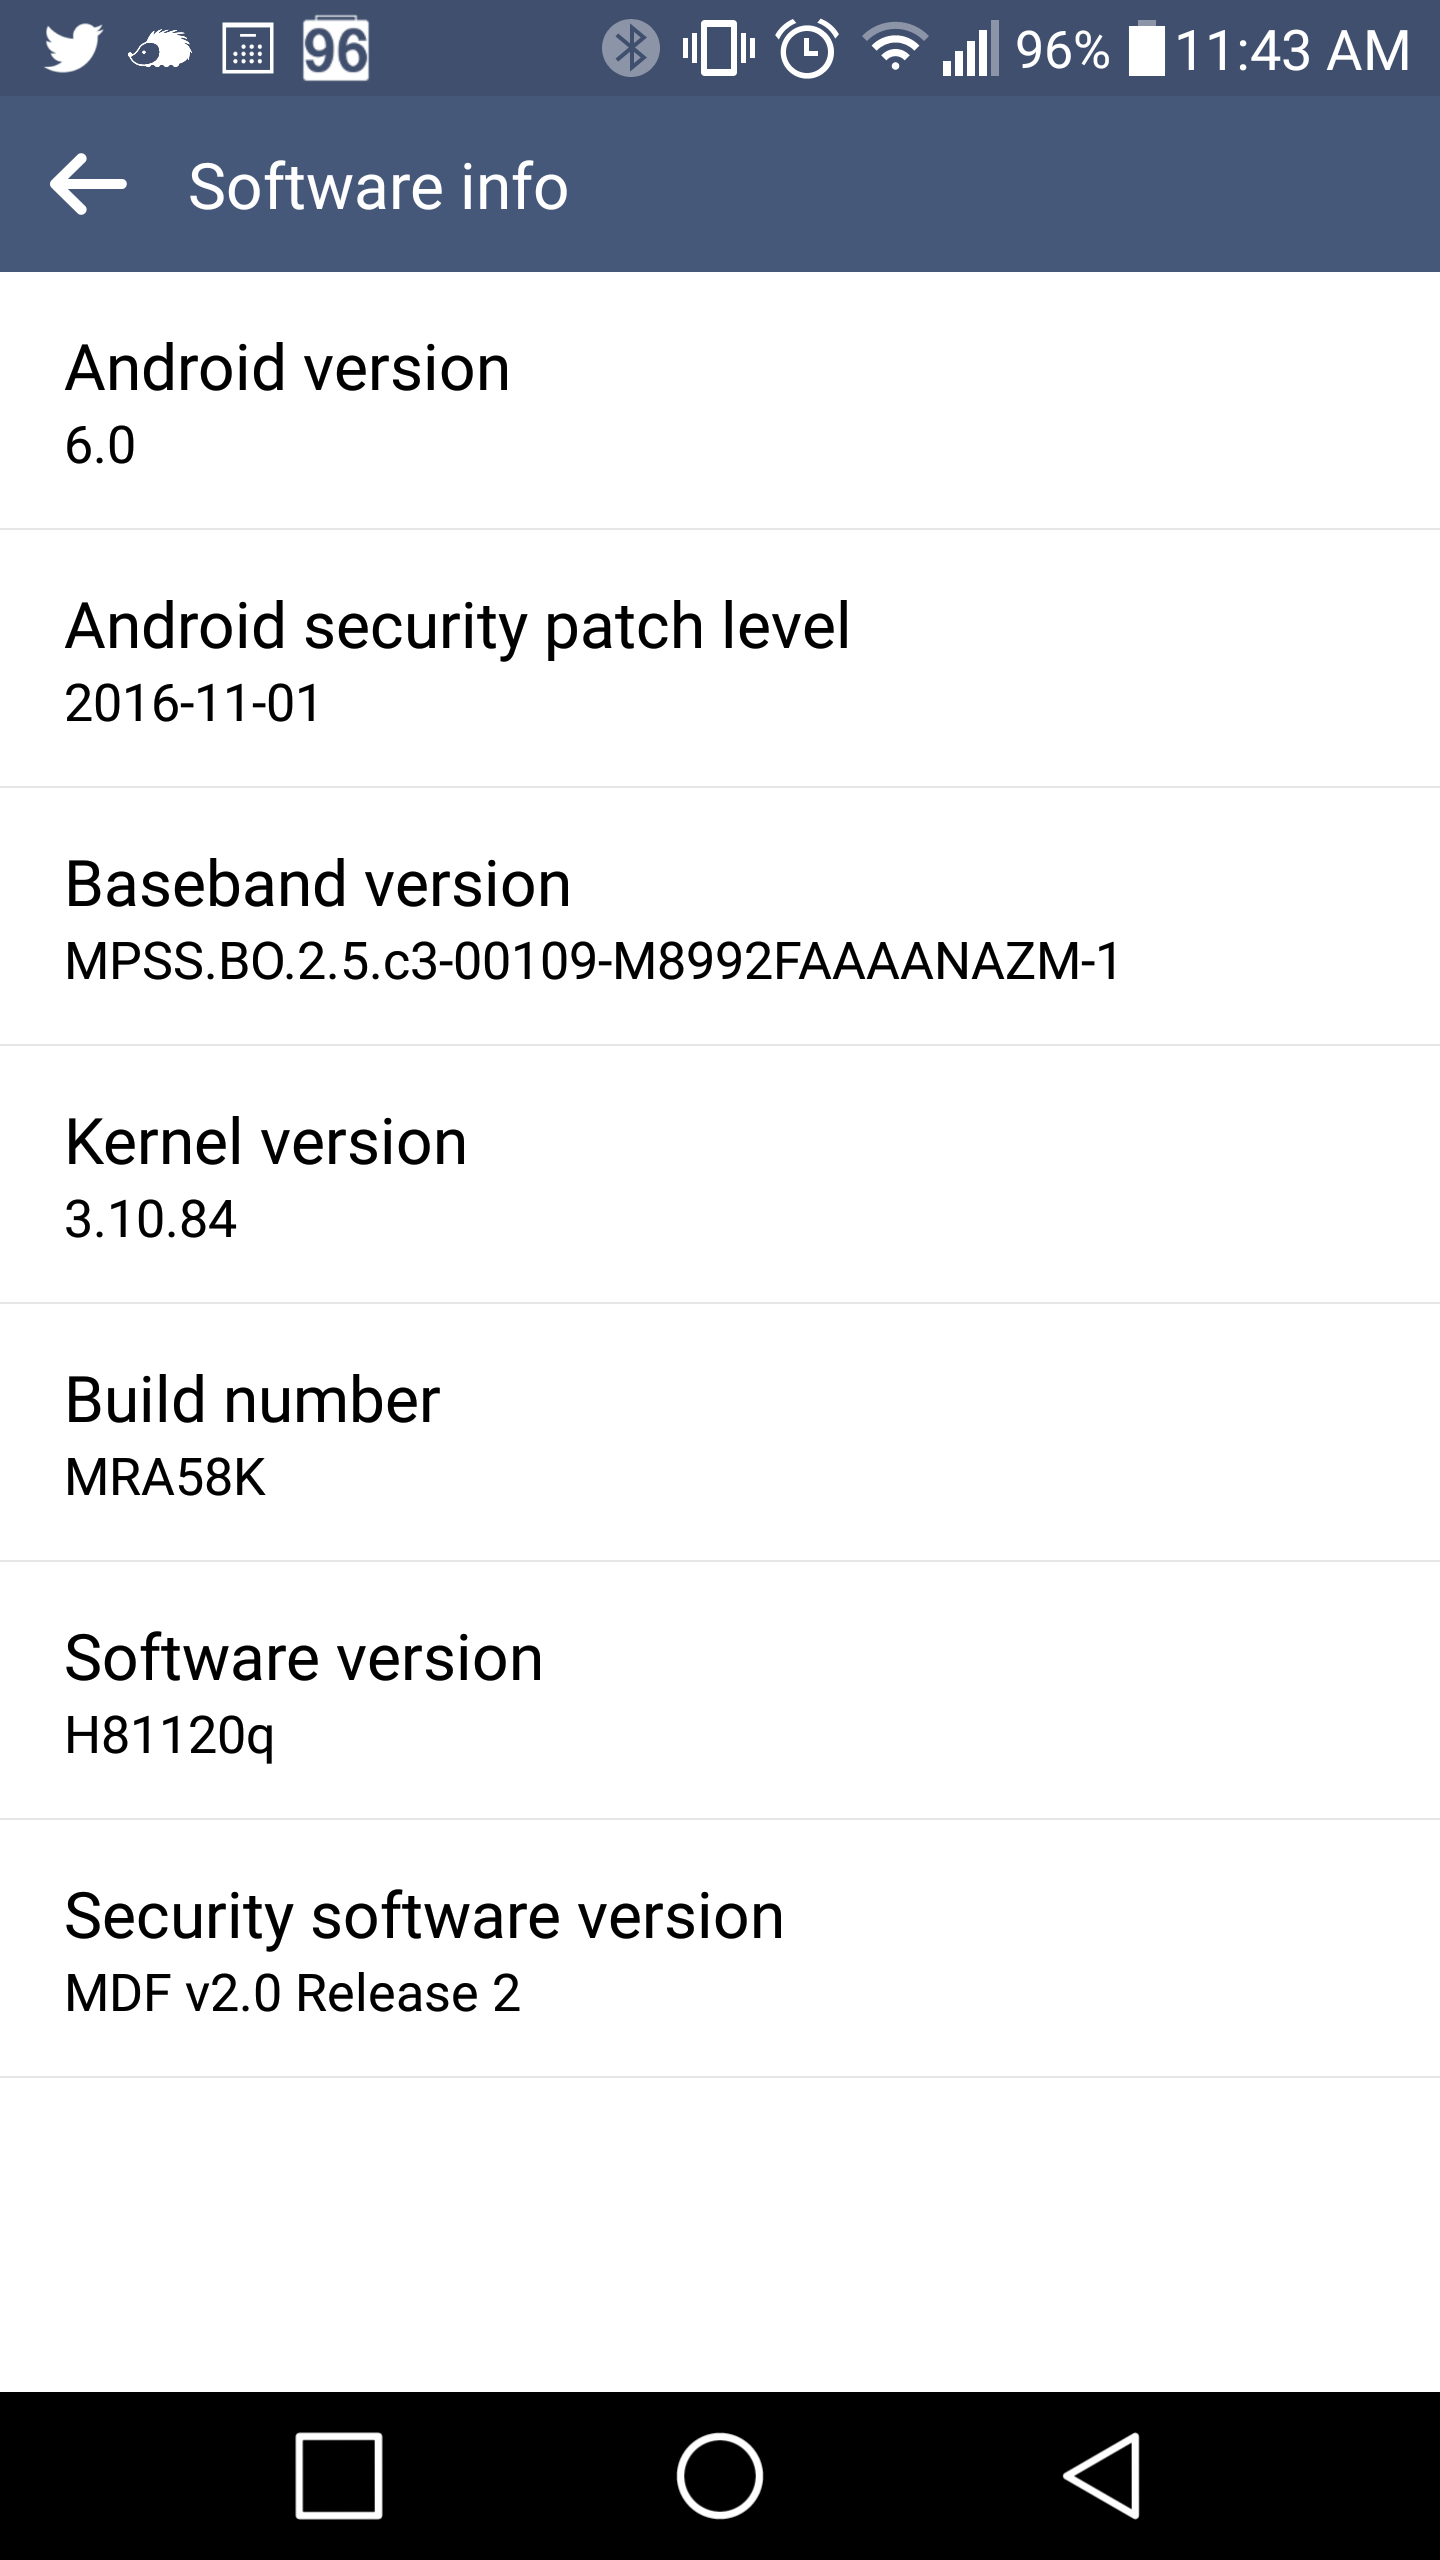 96 96% 11:43 AM
Software info
Android version
6.0
Android security patch level
2016-11-01
Baseband version
MPSS.BO.2.5.c3-00109-M8992FAAAANAZM-1
Kernel version
3.10.84
Build number
MRA58K
Software version
H81120q
Security software version
MDF v2.0 Release 2